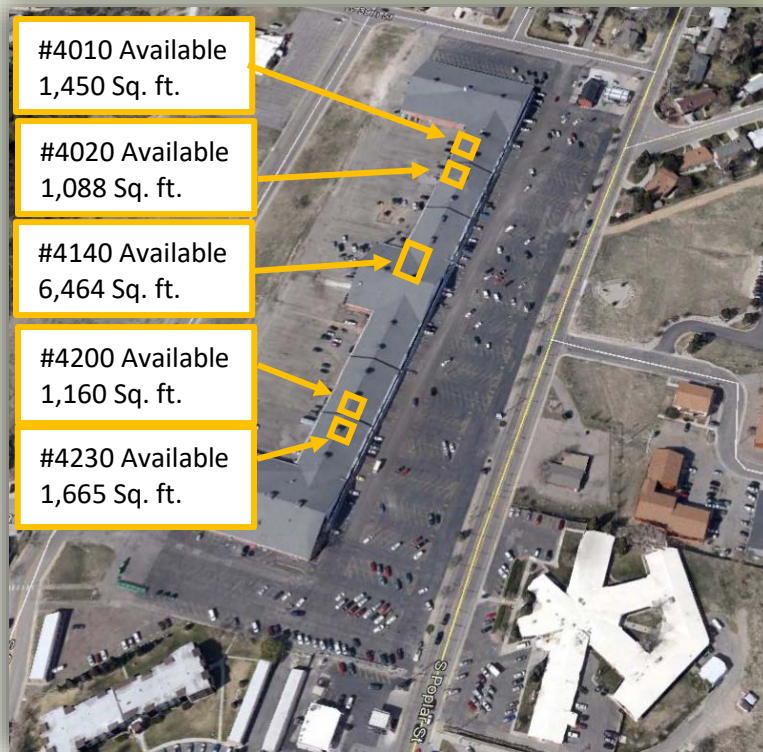 #4010 Available
1,450 Sq. ft.
#4020 Available
1,088 Sq. ft.
#4140 Available
6,464 Sq. ft.
#4200 Available
1,160 Sq. ft.
#4230 Available
1,665 Sq. ft.
S Poplar St